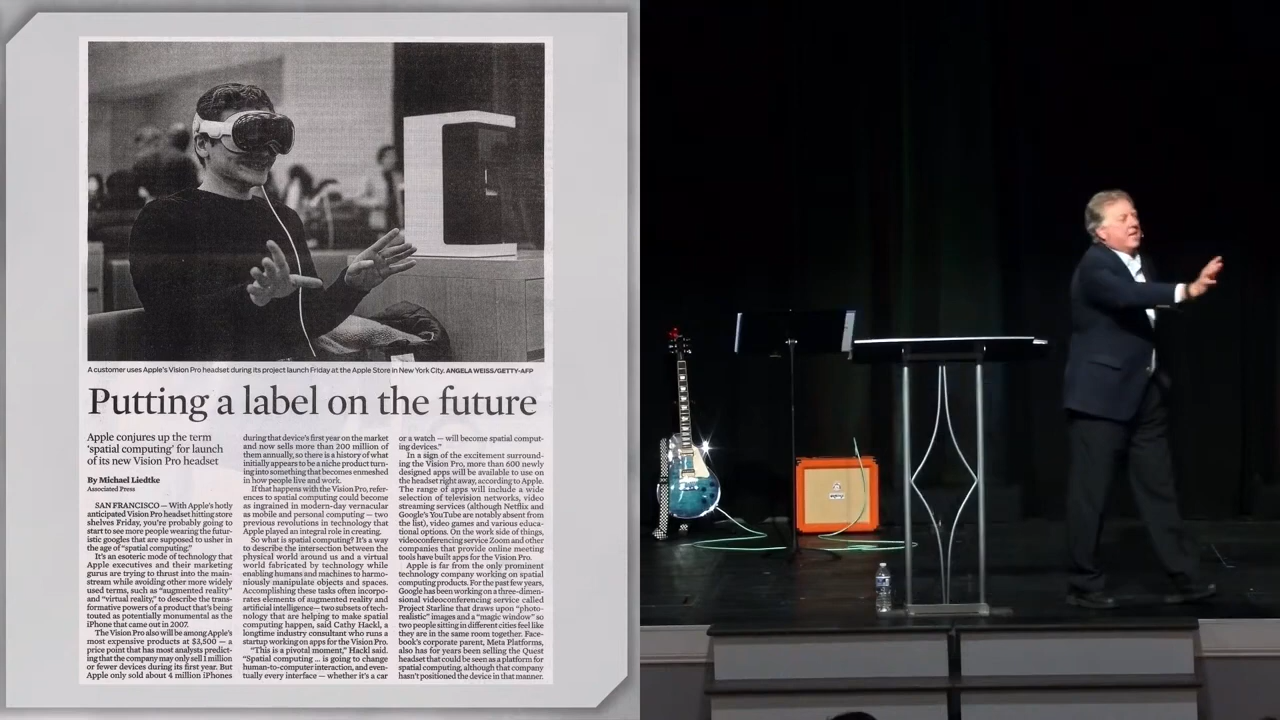 A customer uses Apple's Vision Pro headset during its project launch Friday at the Apple Store in New York City. ANGELA WEISS/GETTY-AFP
Putting a label on the future
Apple conjures up the term
'spatial computing' for launch
of its new Vision Pro headset
By Michael Liedtke
Associated Press
SAN FRANCISCO — With Apple's hotly
anticipated Vision Pro headset hitting store
shelves Friday, you're probably going to
start to see more people wearing the futur-
istic googles that are supposed to usher in
the age of "spatial computing."
It's an esoteric mode of technology that
Apple executives and their marketing
gurus are trying to thrust into the main-
stream while avoiding other more widely
used terms, such as "augmented reality"
and "virtual reality," to describe the trans-
formative powers of a product that's being
touted as potentially monumental as the
iPhone that came out in 2007.
The Vision Pro also will be among Apple's
most expensive products at $3,500 — a
price point that has most analysts predict-
ing that the company may only sell 1 million
or fewer devices during its first year. But
Apple only sold about 4 million iPhones
during that device's first year on the market
and now sells more than 200 million of
them annually, so there is a history of what
initially appears to be a niche product turn-
ing into something that becomes enmeshed
in how people live and work.
If that happens with the Vision Pro, refer-
ences to spatial computing could become
as ingrained in modern-day vernacular
as mobile and personal computing — two
previous revolutions in technology that
Apple played an integral role in creating.
So what is spatial computing? It's a way
to describe the intersection between the
physical world around us and a virtual
world fabricated by technology while
enabling humans and machines to harmo-
niously manipulate objects and spaces.
Accomplishing these tasks often incorpo-
rates elements of augmented reality and
artificial intelligence — two subsets of tech-
nology that are helping to make spatial
computing happen, said Cathy Hackl, a
longtime industry consultant who runs a
startup working on apps for the Vision Pro.
"This is a pivotal moment," Hackl said.
"Spatial computing ... is going to change
human-to-computer interaction, and even-
tually every interface — whether it's a car
or a watch — will become spatial comput-
ing devices."
In a sign of the excitement surround-
ing the Vision Pro, more than 600 newly
designed apps will be available to use on
the headset right away, according to Apple.
The range of apps will include a wide
selection of television networks, video
streaming services (although Netflix and
Google's YouTube are notably absent from
the list), video games and various educa-
tional options. On the work side of things,
videoconferencing service Zoom and other
companies that provide online meeting
tools have built apps for the Vision Pro.
Apple is far from the only prominent
technology company working on spatial
computing products. For the past few years,
Google has been working on a three-dimen-
sional videoconferencing service called
Project Starline that draws upon "photo-
realistic" images and a "magic window" so
two people sitting in different cities feel like
they are in the same room together. Face-
book's corporate parent, Meta Platforms,
also has for years been selling the Quest
headset that could be seen as a platform for
spatial computing, although that company
hasn't positioned the device in that manner.